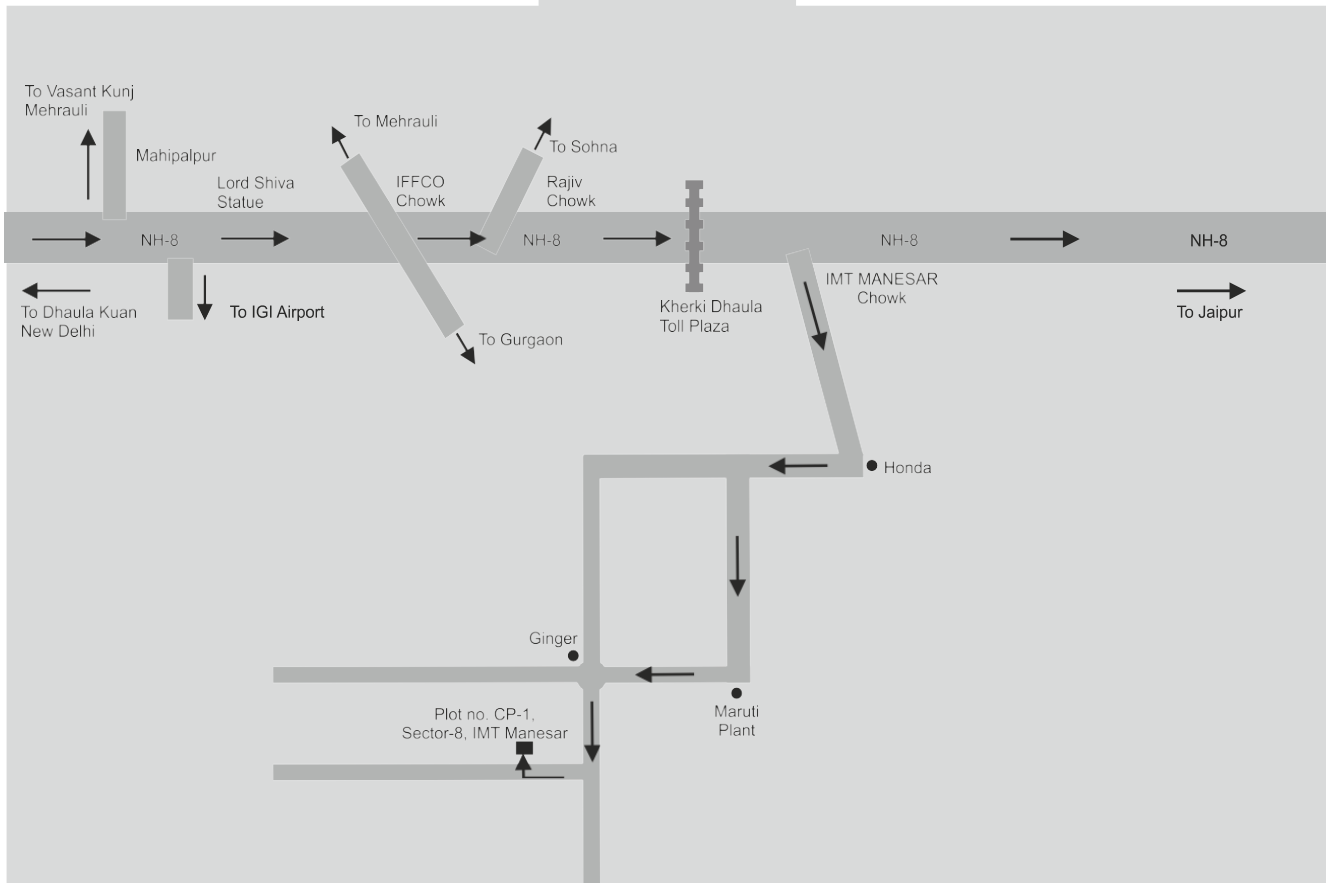 To Vasant Kunj
Mehrauli
Mahipalpur
To Mehrauli
To Sohna
Lord Shiva
Statue
IFFCO
Chowk
Rajiv
Chowk
NH-8
NH-8
NH-8
NH-8
To Dhaula Kuan
New Delhi
To IGI Airport
To Gurgaon
Kherki Dhaula
Toll Plaza
IMT MANESAR
Chowk
To Jaipur
Honda
Ginger
Maruti
Plant
Plot no. CP-1,
Sector-8, IMT Manesar